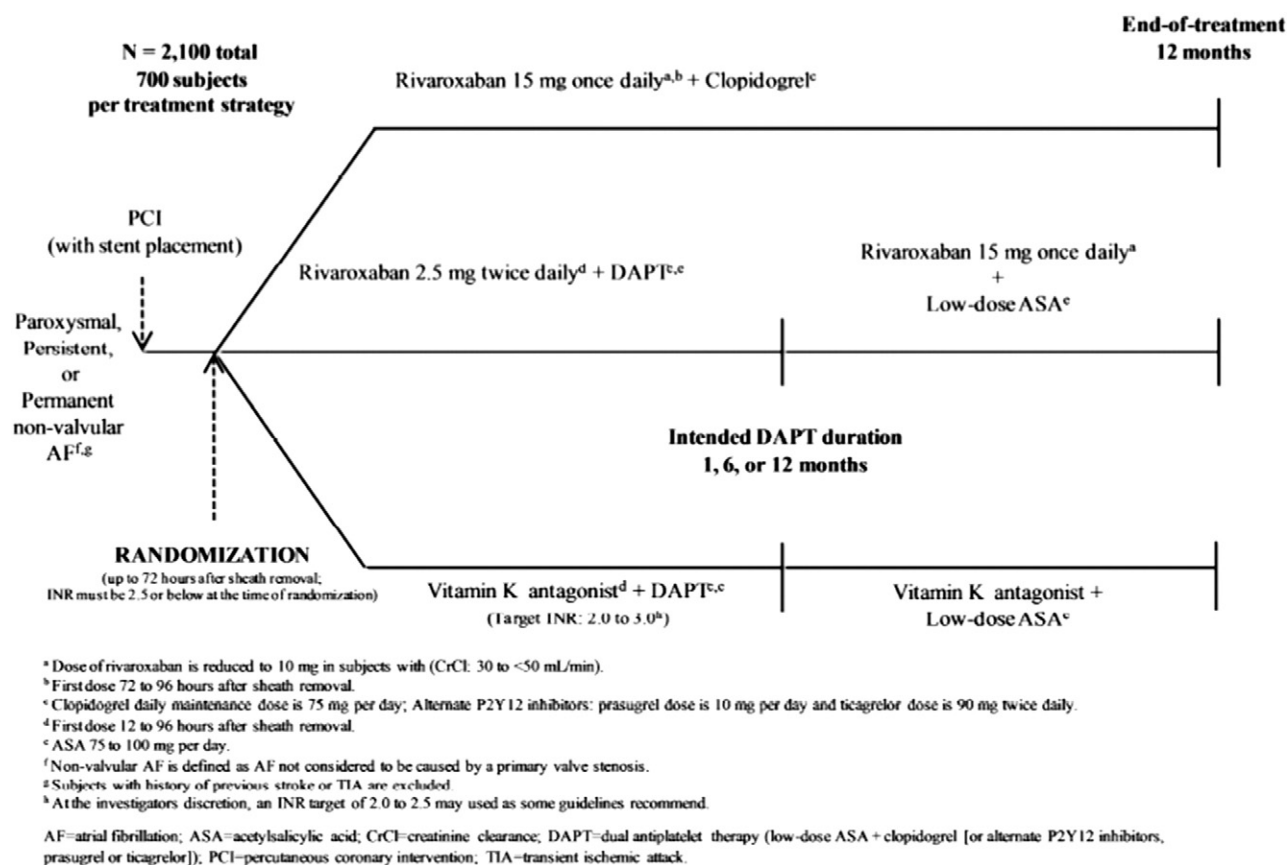 End-of-treatment
12 months
N = 2,100 total
700 subjects
per treatment strategy
Rivaroxaban 15 mg once daily^a,b + Clopidogrel^c
PCI
(with stent placement)
Rivaroxaban 2.5 mg twice daily^d + DAPT^c,e
Rivaroxaban 15 mg once daily^a
+
Low-dose ASA^e
Paroxysmal,
Persistent,
or
Permanent
non-valvular
AF^f,g
Intended DAPT duration
1, 6, or 12 months
RANDOMIZATION
(up to 72 hours after sheath removal;
INR must be 2.5 or below at the time of randomization)
Vitamin K antagonist^d + DAPT^c,e
(Target INR: 2.0 to 3.0^h)
Vitamin K antagonist +
Low-dose ASA^e
^a Dose of rivaroxaban is reduced to 10 mg in subjects with (CrCl: 30 to <50 mL/min).
^b First dose 72 to 96 hours after sheath removal.
^c Clopidogrel daily maintenance dose is 75 mg per day; Alternate P2Y12 inhibitors: prasugrel dose is 10 mg per day and ticagrelor dose is 90 mg twice daily.
^d First dose 12 to 96 hours after sheath removal.
^e ASA 75 to 100 mg per day.
^f Non-valvular AF is defined as AF not considered to be caused by a primary valve stenosis.
^g Subjects with history of previous stroke or TIA are excluded.
^h At the investigators discretion, an INR target of 2.0 to 2.5 may used as some guidelines recommend.
AF=atrial fibrillation; ASA=acetylsalicylic acid; CrCl=creatinine clearance; DAPT=dual antiplatelet therapy (low-dose ASA + clopidogrel [or alternate P2Y12 inhibitors,
prasugrel or ticagrelor]); PCI=percutaneous coronary intervention; TIA=transient ischemic attack.